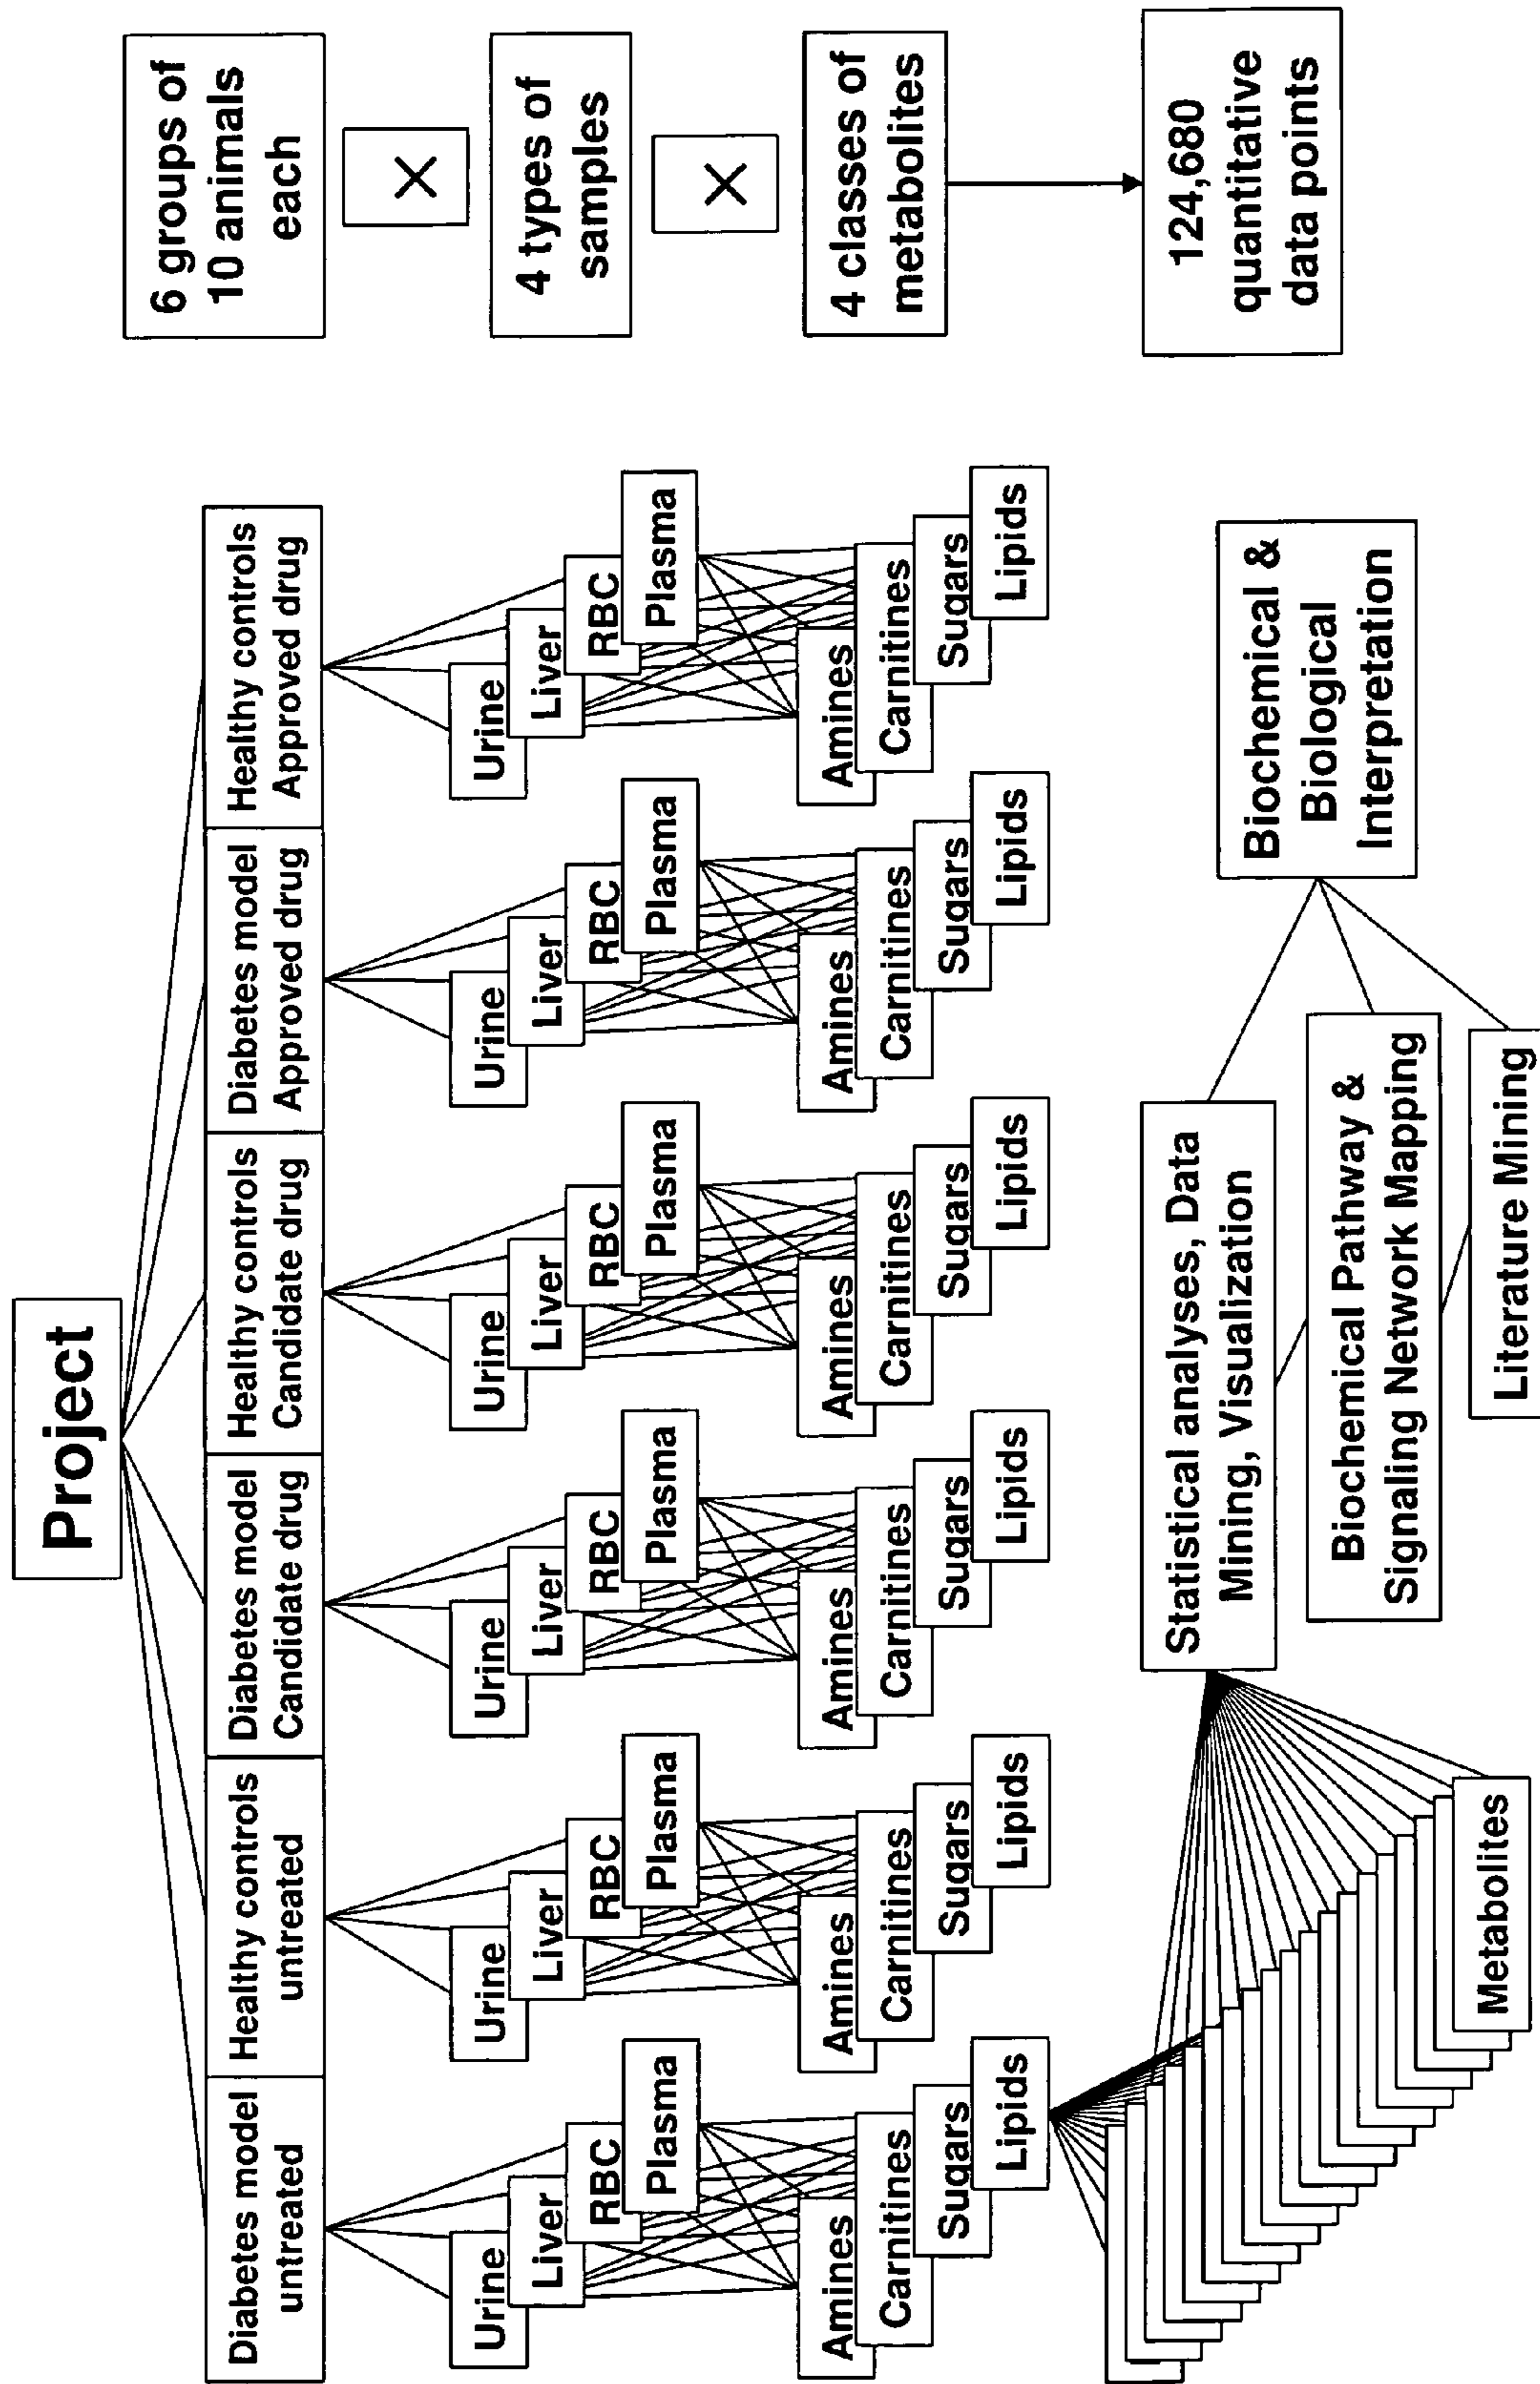 Project
Diabetes model
untreated
Healthy controls
untreated
Diabetes model
Candidate drug
Healthy controls
Candidate drug
Diabetes model
Approved drug
Healthy controls
Approved drug
Urine
Liver
RBC
Plasma
Urine
Liver
RBC
Plasma
Urine
Liver
RBC
Plasma
Urine
Liver
RBC
Plasma
Urine
Liver
RBC
Plasma
Urine
Liver
RBC
Plasma
Amines
Carnitines
Sugars
Lipids
Amines
Carnitines
Sugars
Lipids
Amines
Carnitines
Sugars
Lipids
Amines
Carnitines
Sugars
Lipids
Amines
Carnitines
Sugars
Lipids
Amines
Carnitines
Sugars
Lipids
Metabolites
Statistical analyses, Data
Mining, Visualization
Biochemical Pathway &
Signaling Network Mapping
Literature Mining
Biochemical &
Biological
Interpretation
6 groups of
10 animals
each
X
4 types of
samples
X
4 classes of
metabolites
124,680
quantitative
data points